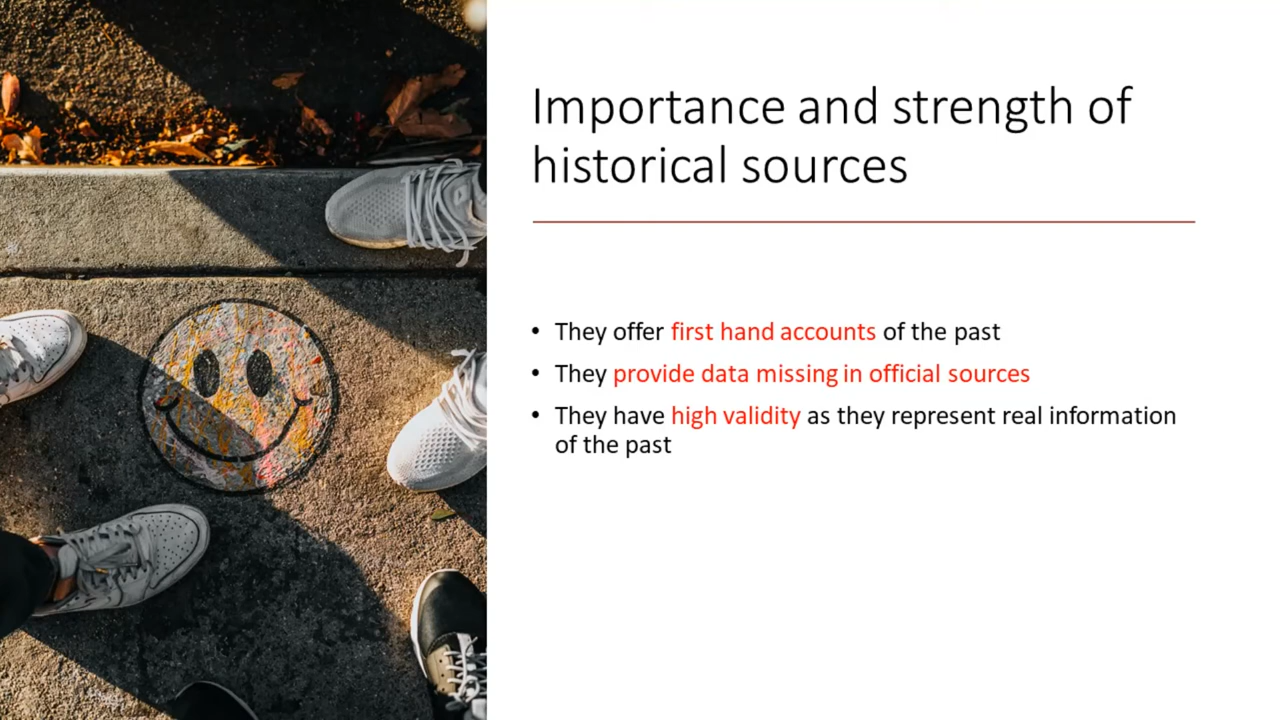 Importance and strength of
historical sources
• They offer first hand accounts of the past
• They provide data missing in official sources
• They have high validity as they represent real information
of the past